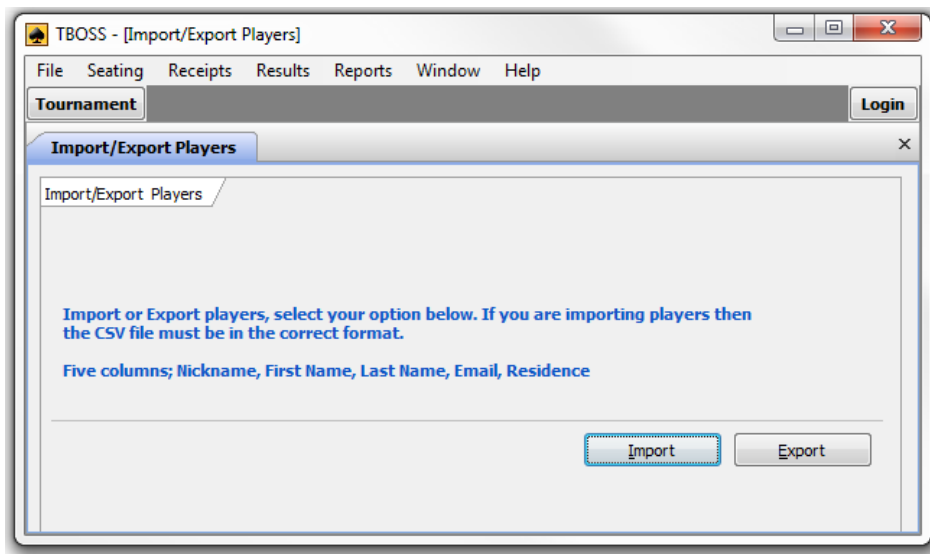 TBOSS - [Import/Export Players]
File Seating Receipts Results Reports Window Help
Tournament Login
Import/Export Players
Import/Export Players
Import or Export players, select your option below. If you are importing players then
the CSV file must be in the correct format.
Five columns; Nickname, First Name, Last Name, Email, Residence
Import Export